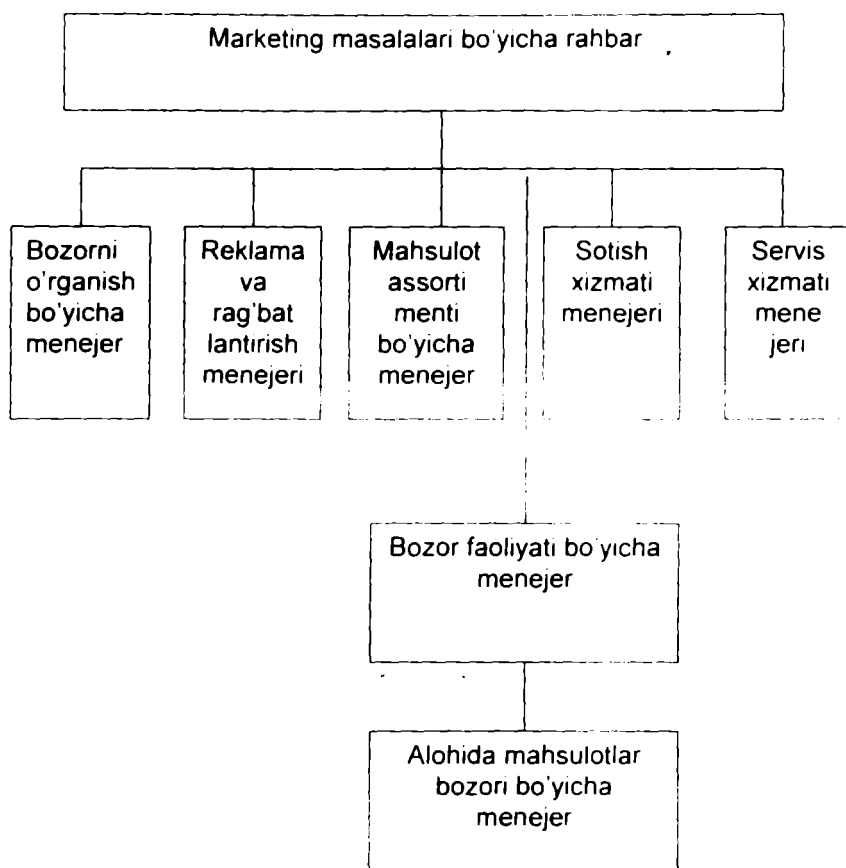 Marketing masalalari bo'yicha rahbar
Bozorni
o'rganish
bo'yicha
menejer
Reklama
va
rag'bat
lantirish
menejeri
Mahsulot
assorti
menti
bo'yicha
menejer
Sotish
xizmati
menejeri
Servis
xizmati
mene
jeri
Bozor faoliyati bo'yicha
menejer
Alohida mahsulotlar
bozori bo'yicha
menejer